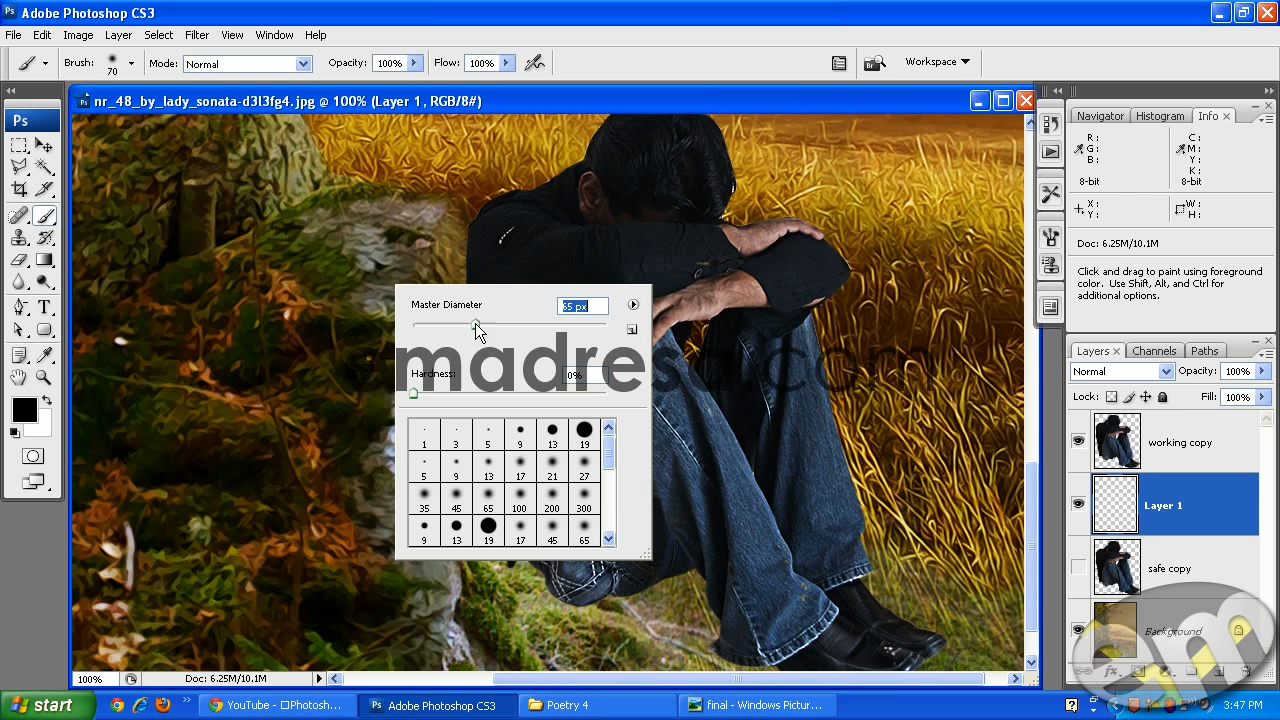 Ps Adobe Photoshop CS3
File Edit Image Layer Select Filter View Window Help
Brush: 70 Mode: Normal Opacity: 100% Flow: 100% Workspace
nr_48_by_lady_sonata-d3l3fg4.jpg @ 100% (Layer 1, RGB/8#)
Ps
T
Master Diameter 65 px
Hardness: 0%
1 3 5 9 13 19
5 9 13 17 21 27
35 45 65 100 200 300
9 13 19 17 45 65
emadresa.com
Navigator Histogram Info
R: C:
G: M:
B: Y:
K:
8-bit 8-bit
X: W:
Y: H:
Doc: 6.25M/10.1M
Click and drag to paint using foreground
color. Use Shift, Alt, and Ctrl for
additional options.
Layers Channels Paths
Normal Opacity: 100%
Lock: Fill: 100%
working copy
Layer 1
safe copy
Background
em
100% Doc: 6.25M/10.1M
start YouTube - Photosh... Adobe Photoshop CS3 Poetry 4 final - Windows Pictur... 3:47 PM